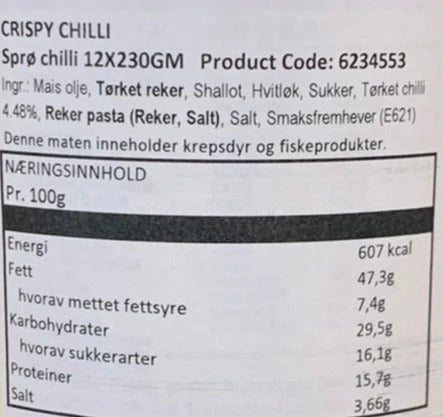 CRISPY CHILLI
Sprø chilli 12X230GM Product Code: 6234553
Ingr.: Mais olje, Tørket reker, Shallot, Hvitløk, Sukker, Tørket chilli
4.48%, Reker pasta (Reker, Salt), Salt, Smaksfremhever (E621)
Denne maten inneholder krepsdyr og fiskeprodukter.
NÆRINGSINNHOLD
Pr. 100g
Energi 607 kcal
Fett 47,3g
hvorav mettet fettsyre 7,4g
Karbohydrater 29,5g
hvorav sukkerarter 16,1g
Proteiner 15,7g
Salt 3,66g